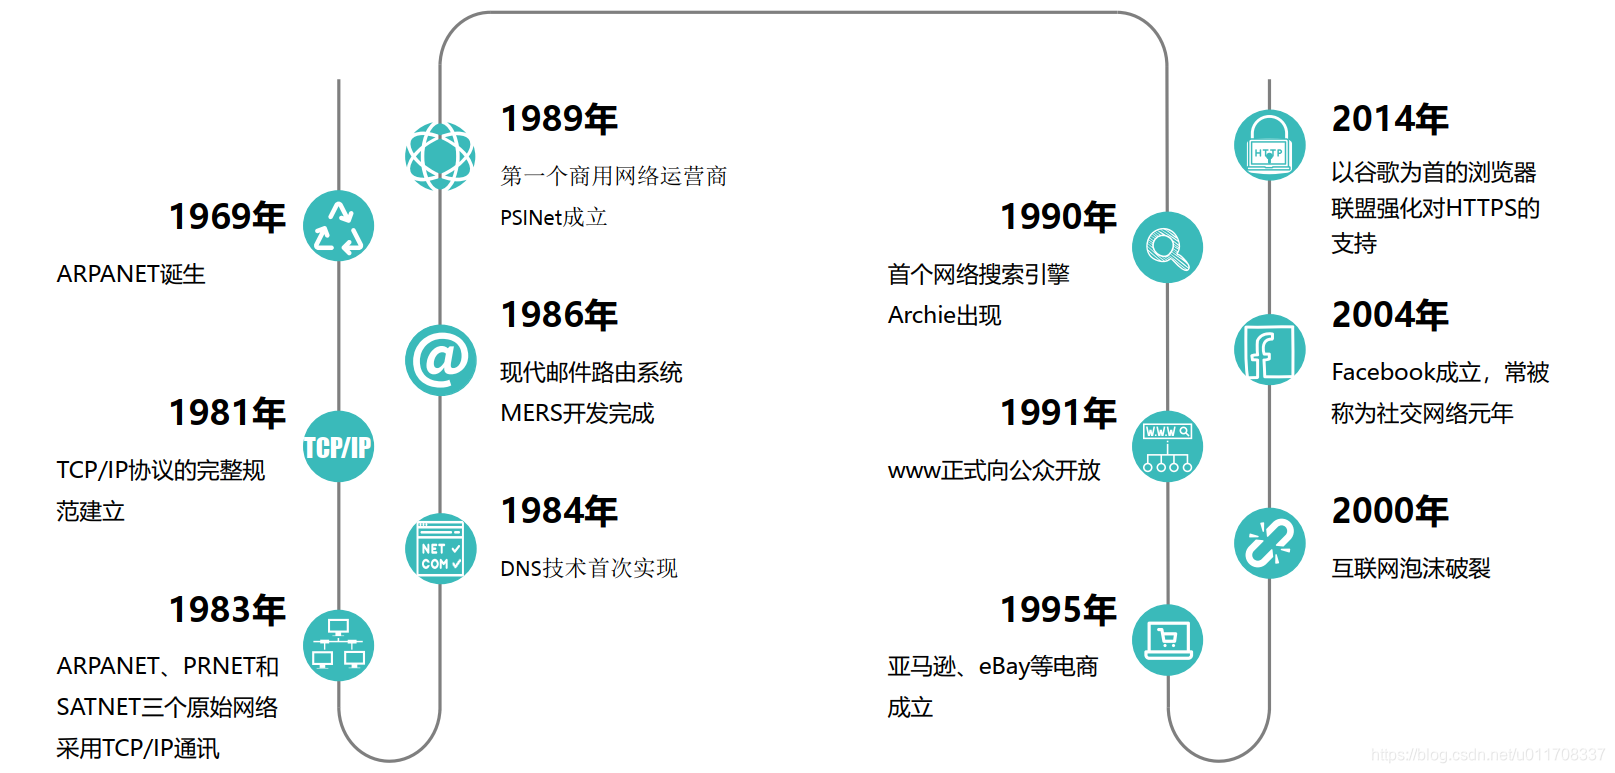 1969年
ARPANET诞生
1981年
TCP/IP
TCP/IP协议的完整规
范建立
1983年
ARPANET、PRNET和
SATNET三个原始网络
采用TCP/IP通讯
1984年
NET
COM
DNS技术首次实现
1986年
@
现代邮件路由系统
MERS开发完成
1989年
第一个商用网络运营商
PSINet成立
1990年
首个网络搜索引擎
Archie出现
1991年
W.W.W
www正式向公众开放
1995年
亚马逊、eBay等电商
成立
2000年
互联网泡沫破裂
2004年
f
Facebook成立，常被
称为社交网络元年
2014年
HTTP
以谷歌为首的浏览器
联盟强化对HTTPS的
支持
https://blog.csdn.net/u011708337